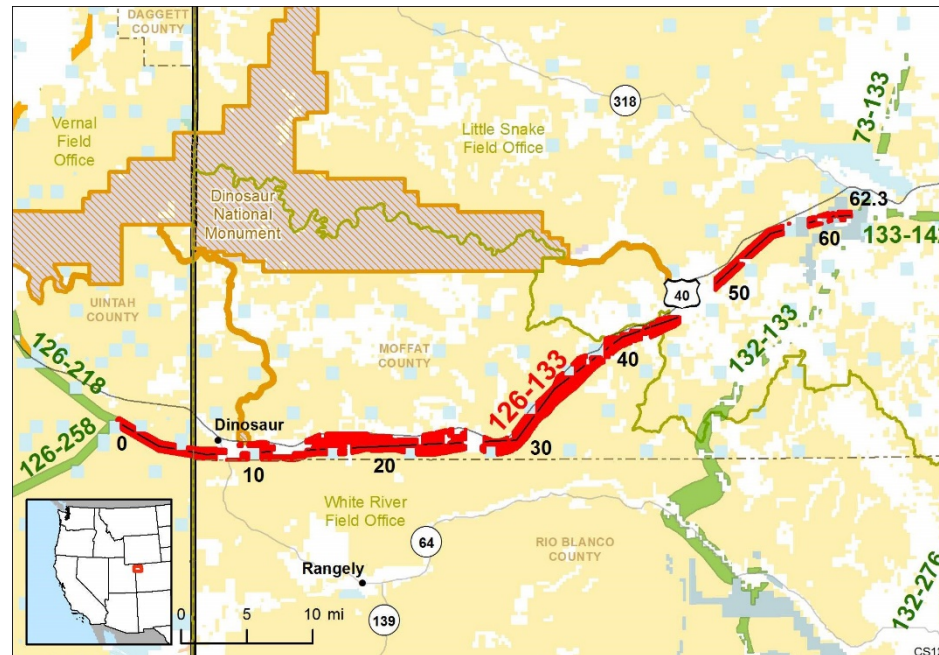 DAGGETT
COUNTY
318
73-133
Vernal
Field
Office
Little Snake
Field Office
Dinosaur
National
Monument
62.3
60
133-142
40
50
UINTAH
COUNTY
126-218
MOFFAT
COUNTY
126-133
40
132-133
Dinosaur
126-258
0
10
20
30
White River
Field Office
64
RIO BLANCO
COUNTY
Rangely
132-276
0 5 10 mi
139